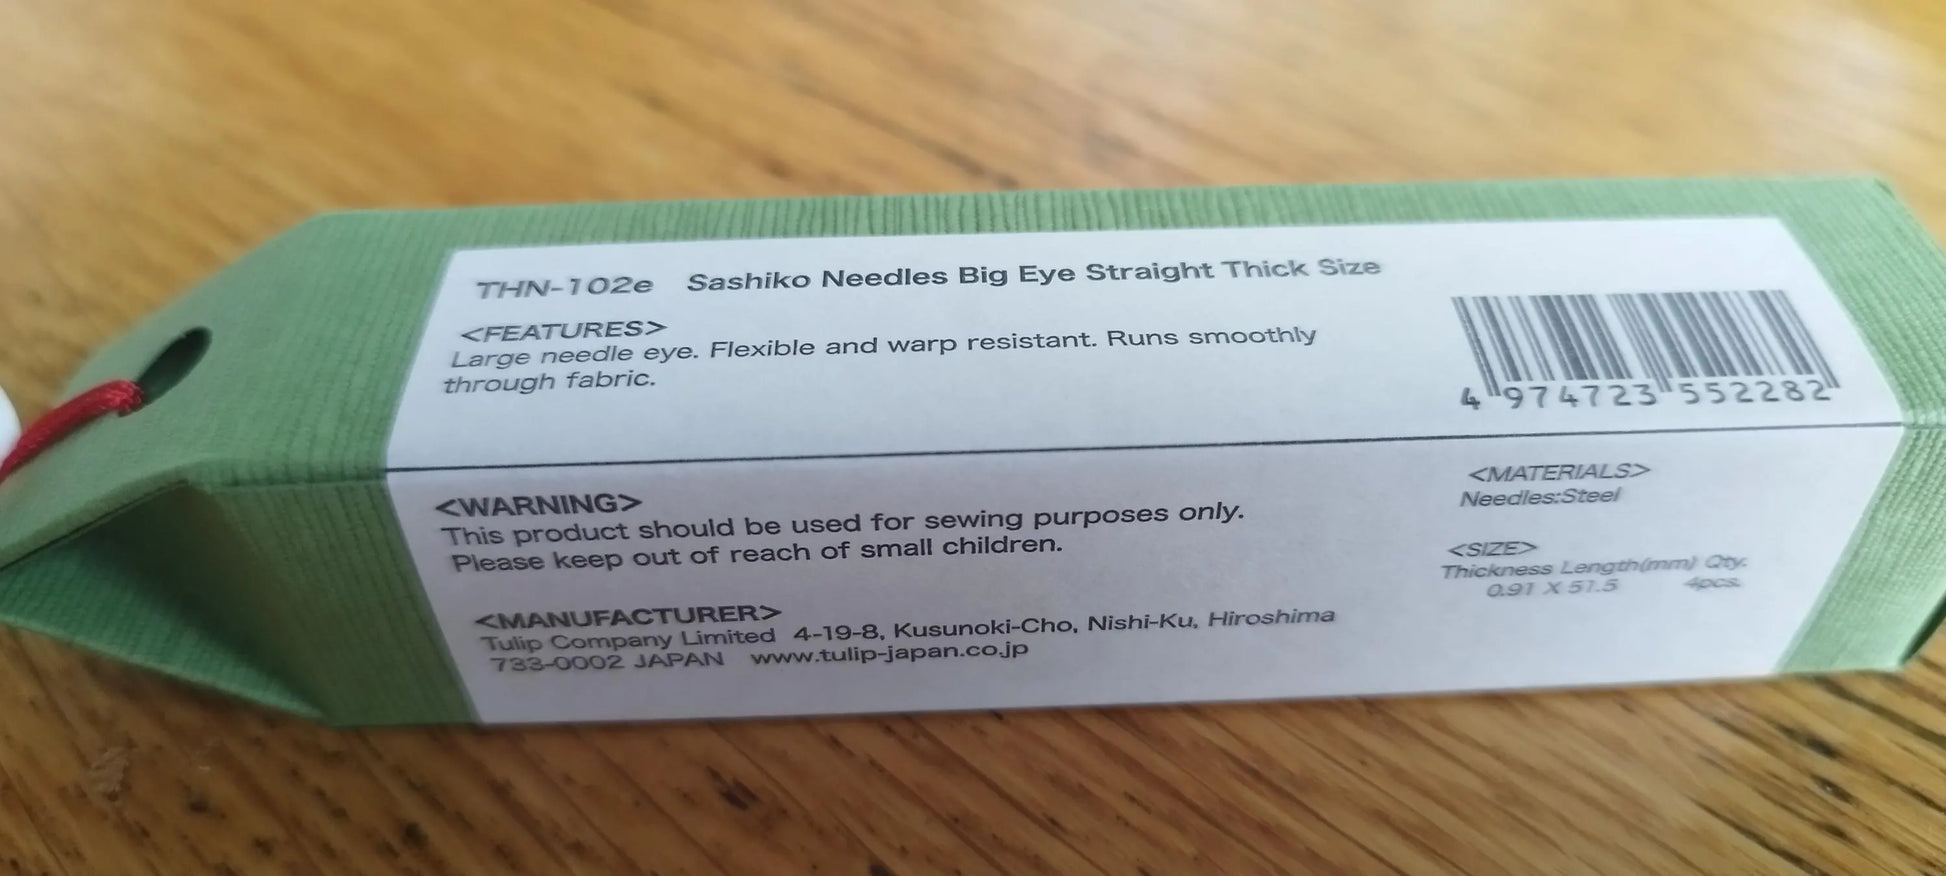 THN-102e Sashiko Needles Big Eye Straight Thick Size
<FEATURES>
Large needle eye. Flexible and warp resistant. Runs smoothly
through fabric.
4 974723 552282
<WARNING>
This product should be used for sewing purposes only.
Please keep out of reach of small children.
<MANUFACTURER>
Tulip Company Limited 4-19-8, Kusunoki-Cho, Nishi-Ku, Hiroshima
733-0002 JAPAN www.tulip-japan.co.jp
<MATERIALS>
Needles:Steel
<SIZE>
Thickness Length(mm) Qty.
0.91 X 51.5 4pcs.